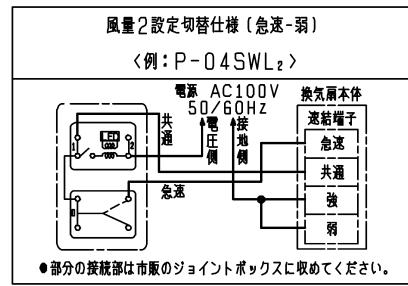 風量2設定切替仕様(急速-弱)
〈例:P-04SWL₂〉
電源 AC100V
50/60Hz
換気扇本体
速結端子
共通
電圧側
接地側
LED
1
2
急速
急速
共通
強
弱
●部分の接続部は市販のジョイントボックスに収めてください。